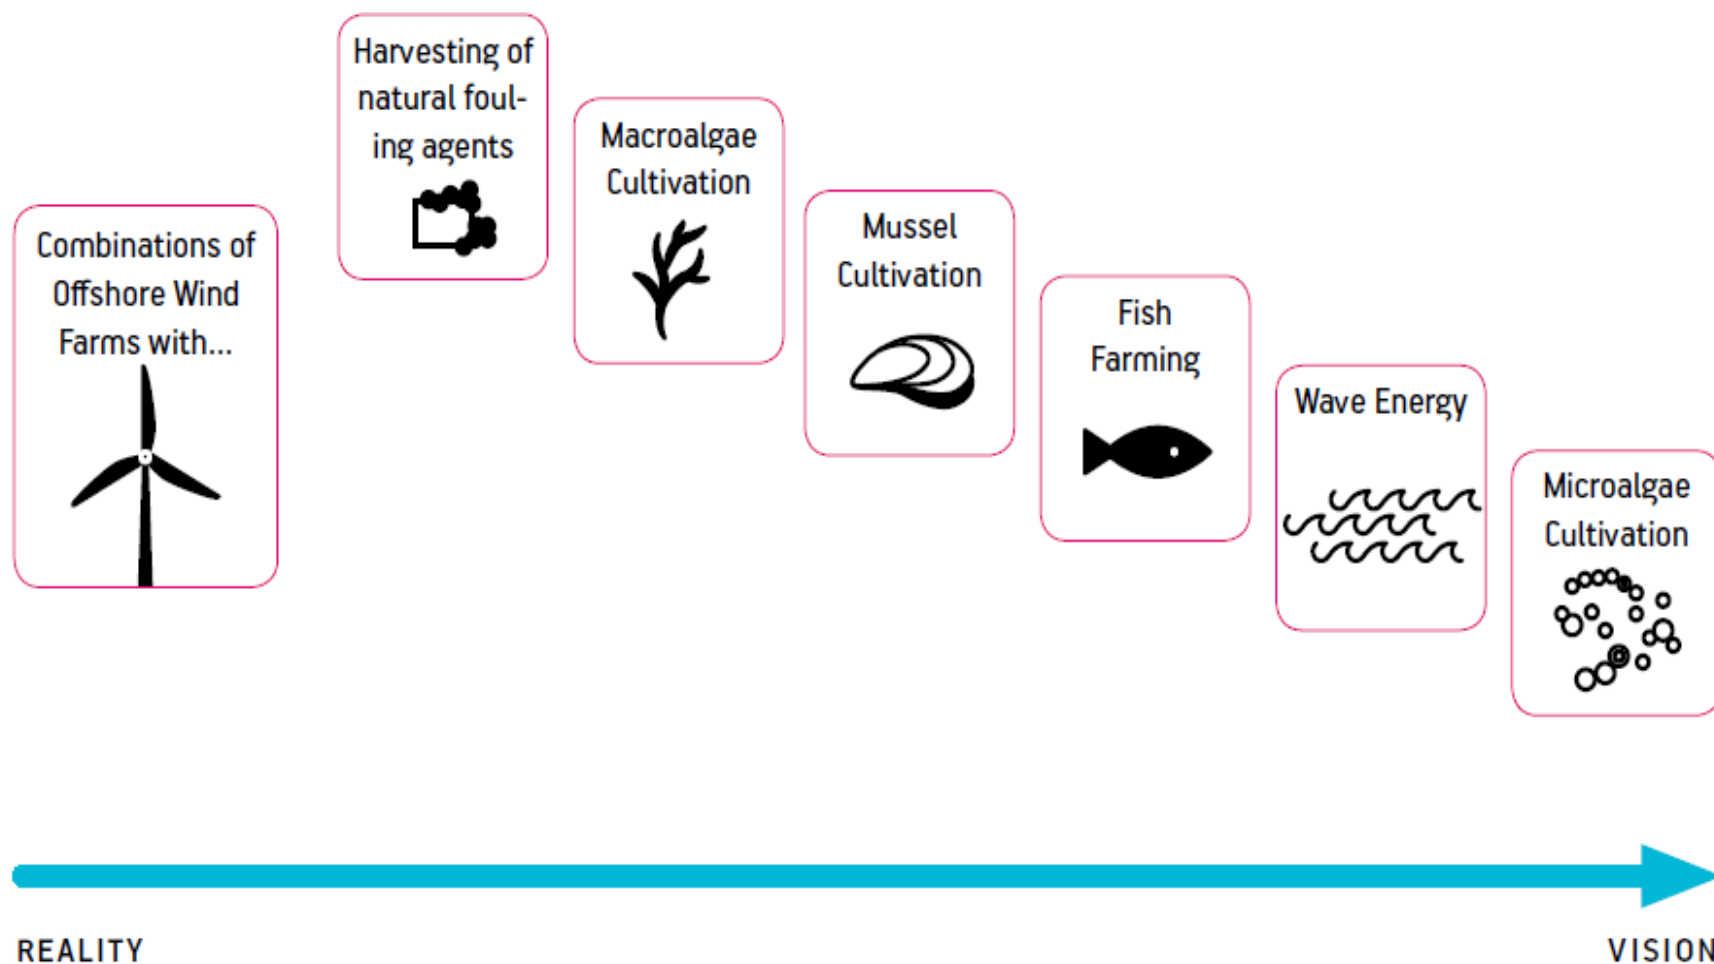 Combinations of
Offshore Wind
Farms with...
Harvesting of
natural foul-
ing agents
Macroalgae
Cultivation
Mussel
Cultivation
Fish
Farming
Wave Energy
Microalgae
Cultivation
REALITY
VISION